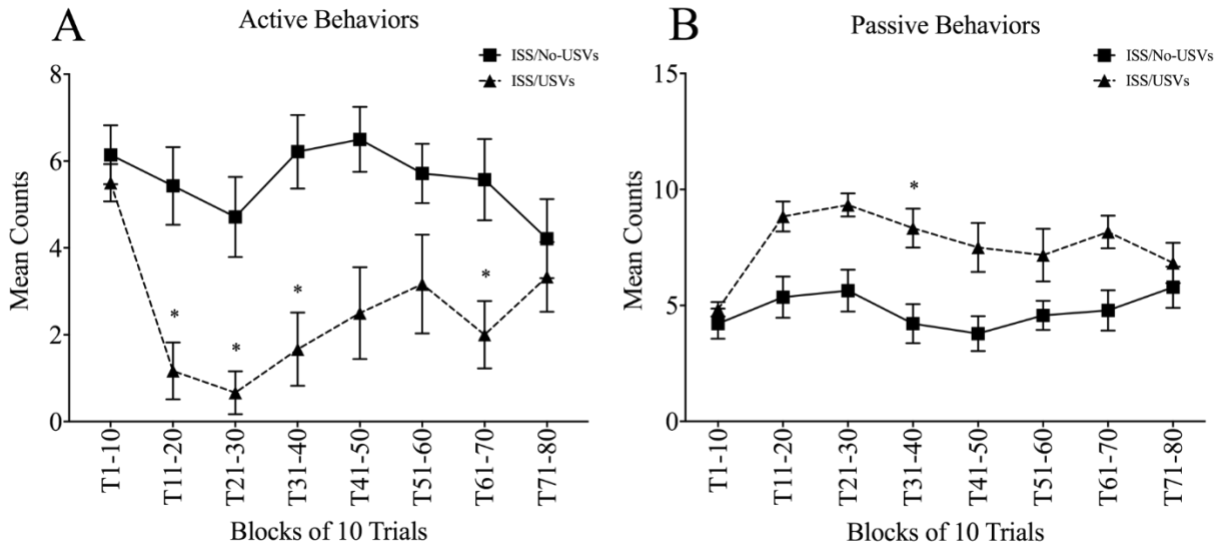 A
Active Behaviors
ISS/No-USVs
ISS/USVs
8
6
4
2
0
Mean Counts
*
*
*
*
T1-10
T11-20
T21-30
T31-40
T41-50
T51-60
T61-70
T71-80
Blocks of 10 Trials
B
Passive Behaviors
ISS/No-USVs
ISS/USVs
15
10
5
0
Mean Counts
*
T1-10
T11-20
T21-30
T31-40
T41-50
T51-60
T61-70
T71-80
Blocks of 10 Trials